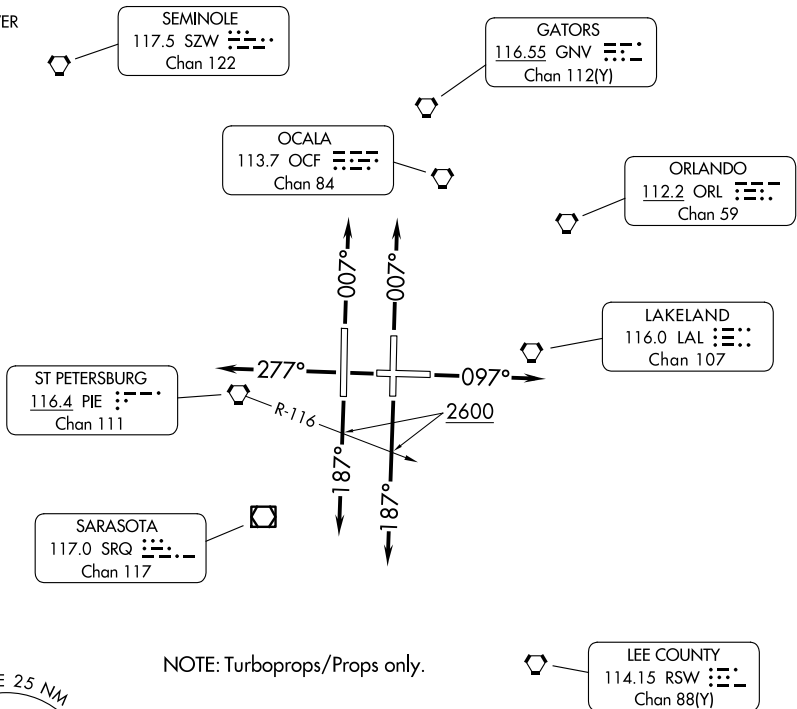 ER
SEMINOLE
117.5 SZW
Chan 122
GATORS
116.55 GNV
Chan 112(Y)
OCALA
113.7 OCF
Chan 84
ORLANDO
112.2 ORL
Chan 59
007°
007°
LAKELAND
116.0 LAL
Chan 107
277°
097°
ST PETERSBURG
116.4 PIE
Chan 111
R-116
2600
187°
187°
SARASOTA
117.0 SRQ
Chan 117
NOTE: Turboprops/Props only.
LEE COUNTY
114.15 RSW
Chan 88(Y)
E 25 NM